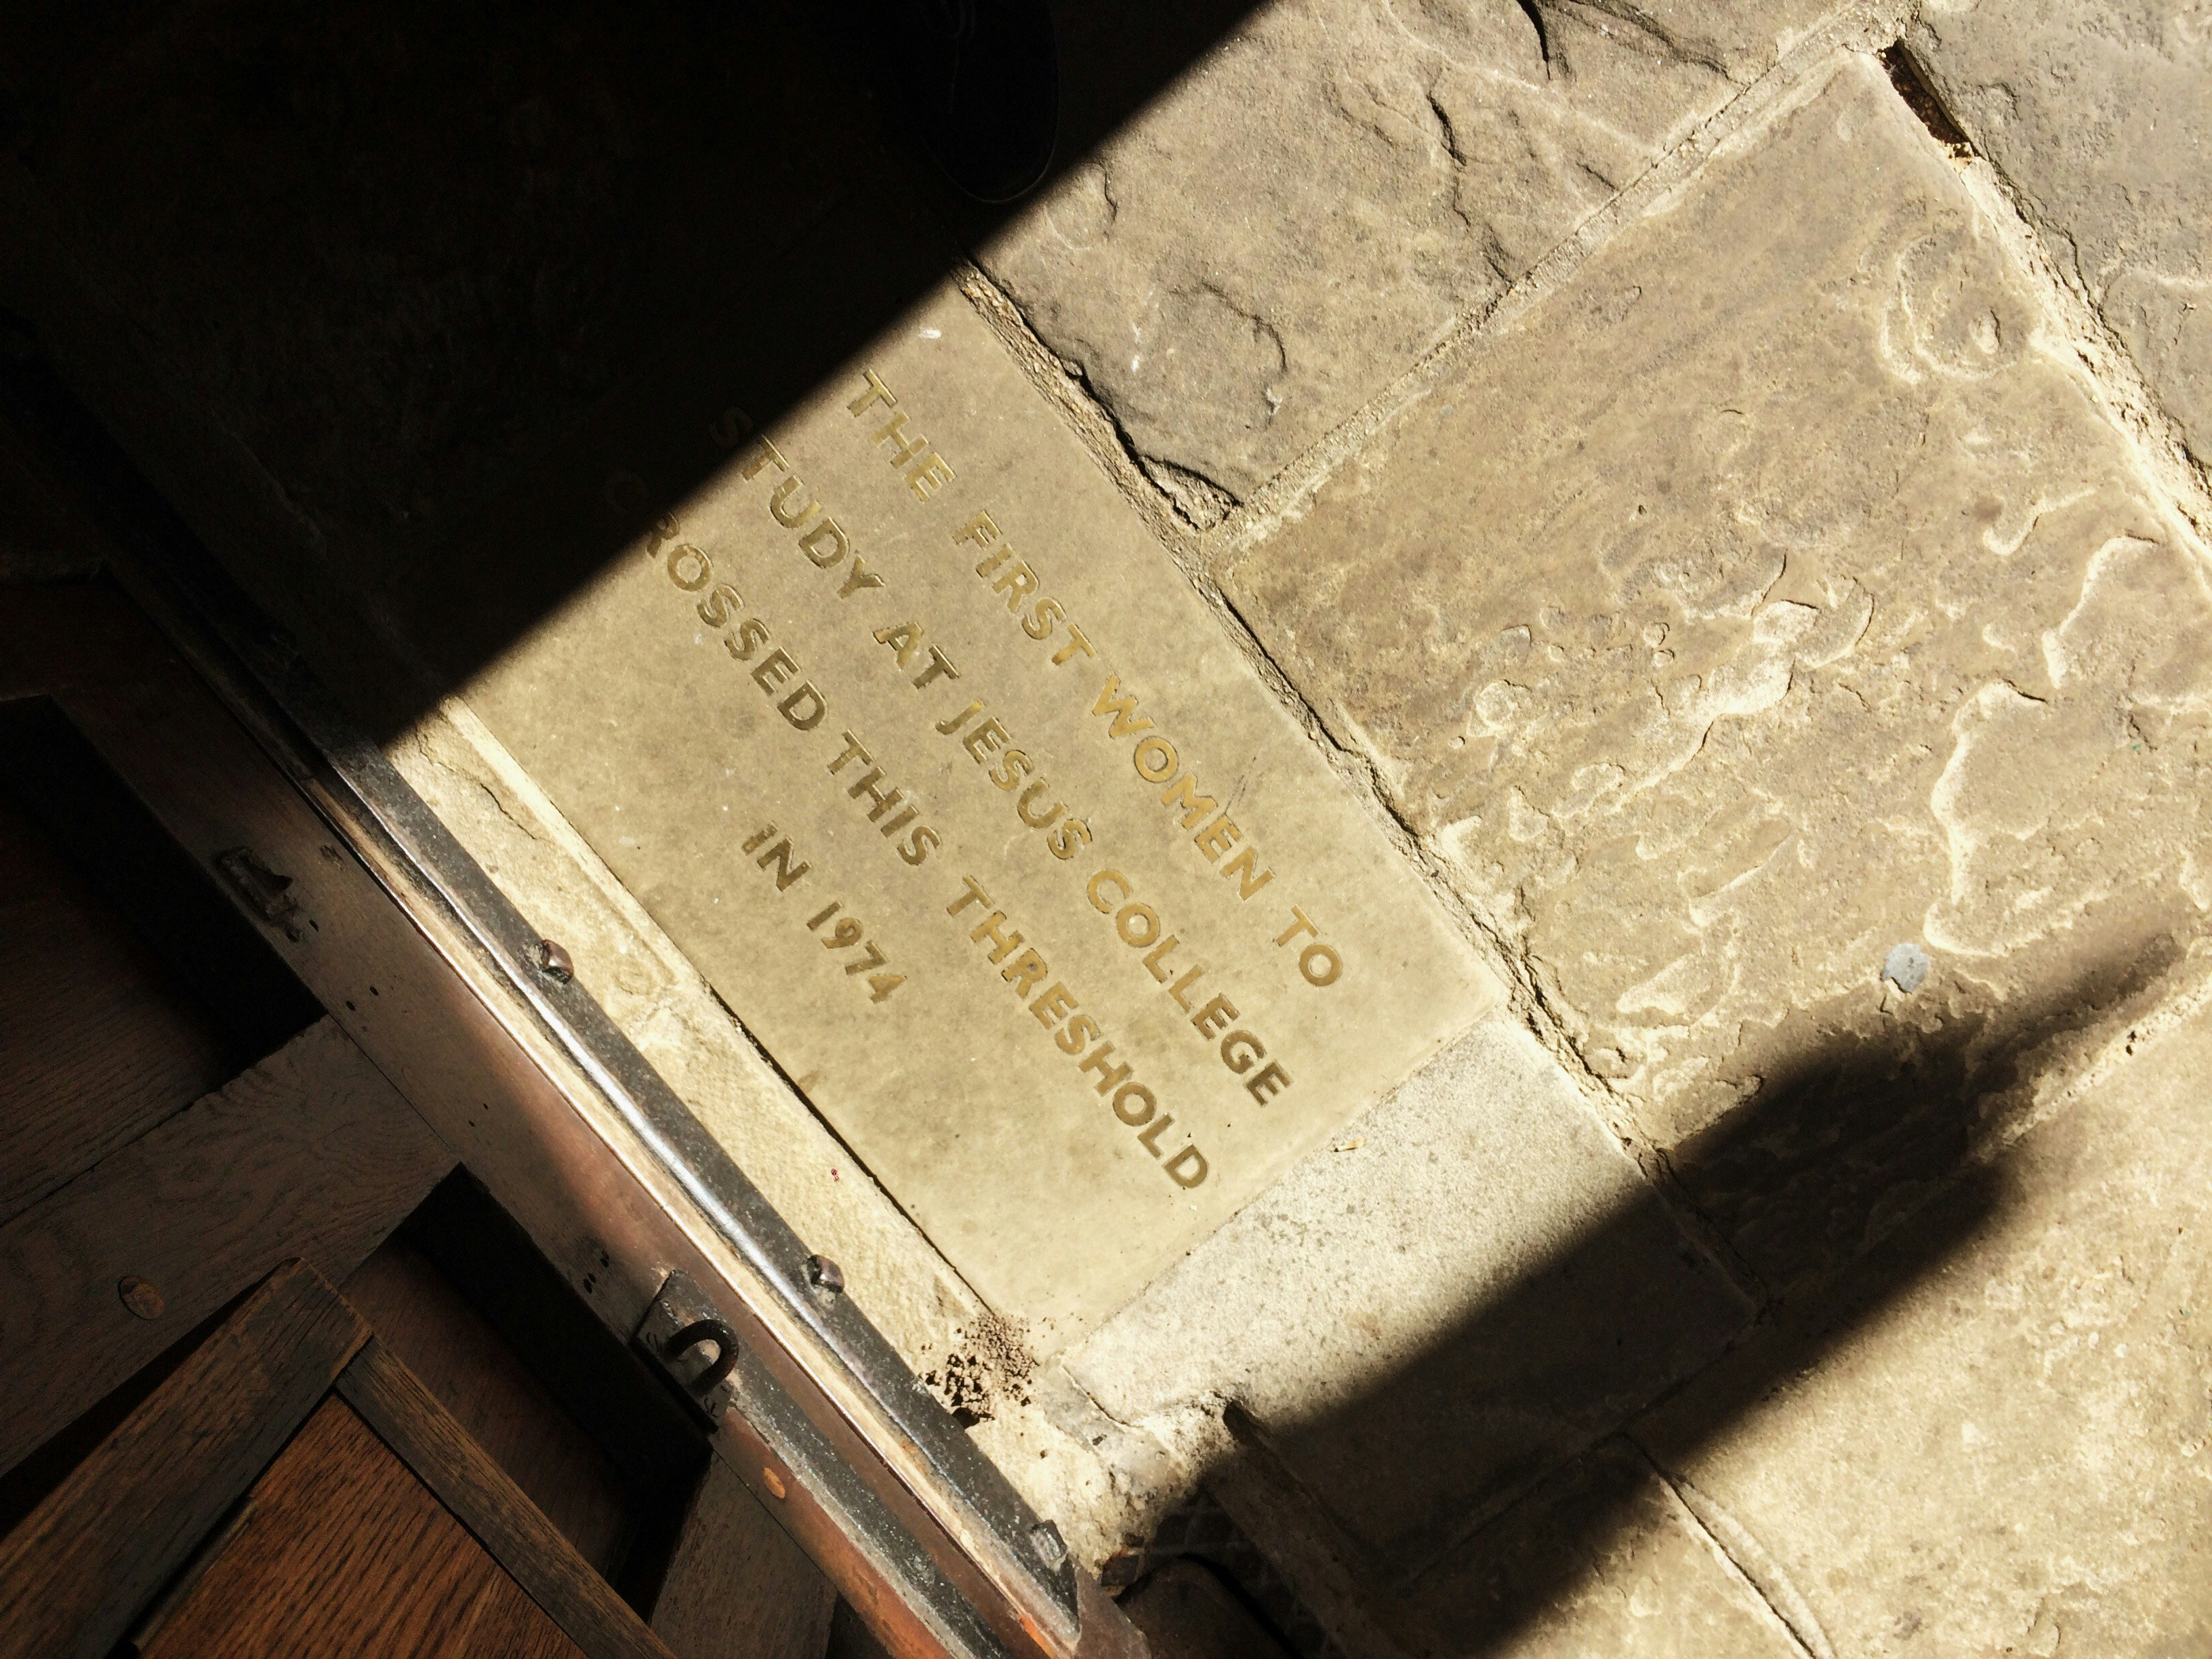 THE FIRST WOMEN TO
STUDY AT JESUS COLLEGE
CROSSED THIS THRESHOLD
IN 1974